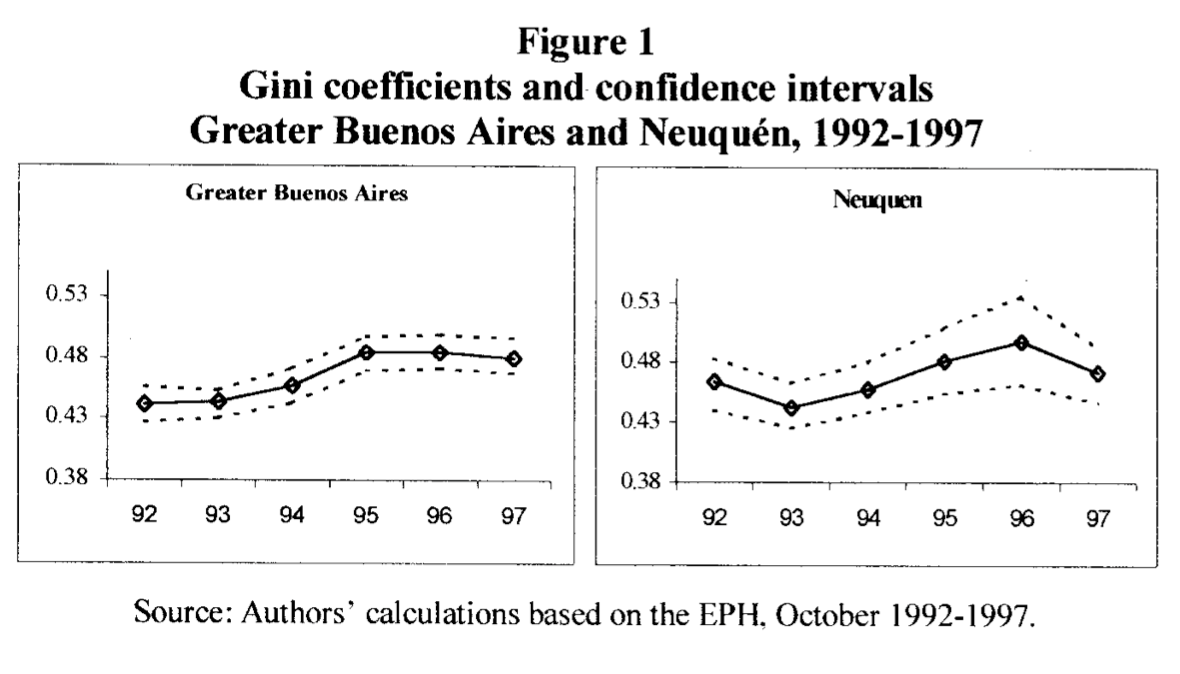 Figure 1
Gini coefficients and confidence intervals
Greater Buenos Aires and Neuquén, 1992-1997
Greater Buenos Aires
0.53
0.48
0.43
0.38
92 93 94 95 96 97
Neuquen
0.53
0.48
0.43
0.38
92 93 94 95 96 97
Source: Authors’ calculations based on the EPH, October 1992-1997.